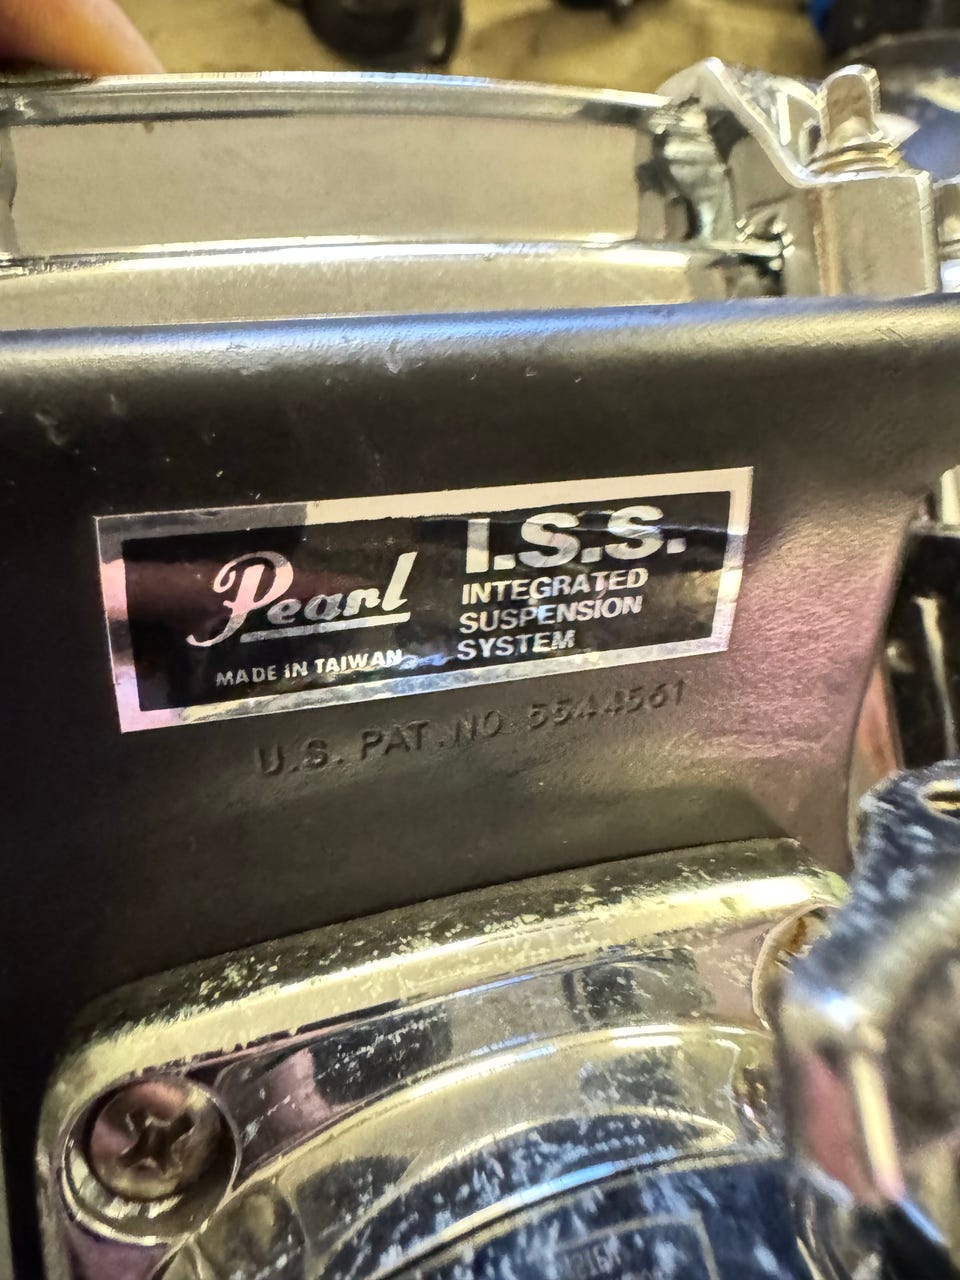 Pearl
MADE IN TAIWAN
I.S.S.
INTEGRATED
SUSPENSION
SYSTEM
U.S. PAT. NO. 5544561